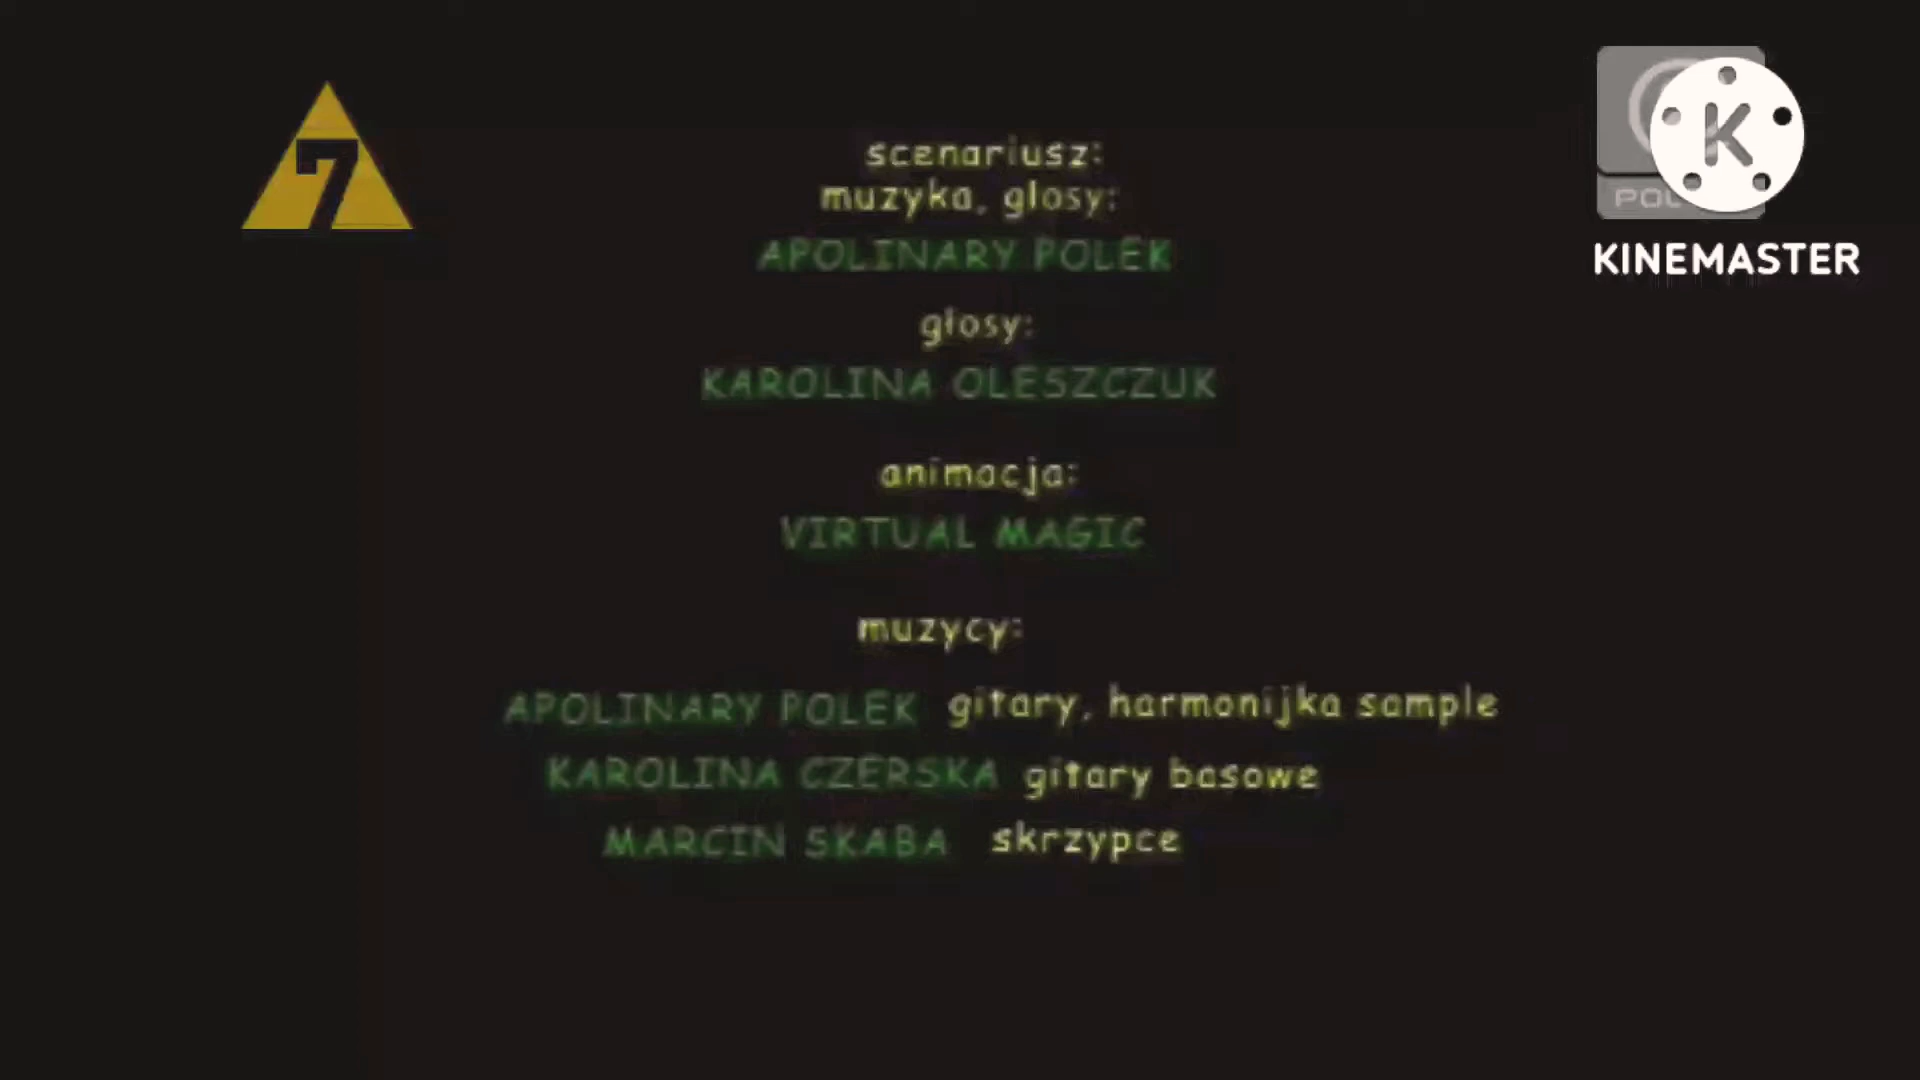 7
scenariusz:
muzyka, głosy:
APOLINARY POLEK
głosy:
KAROLINA OLESZCZUK
animacja:
VIRTUAL MAGIC
muzycy:
APOLINARY POLEK gitary, harmonijka sample
KAROLINA CZERSKA gitary basowe
MARCIN SKABA skrzypce
K
KINEMASTER